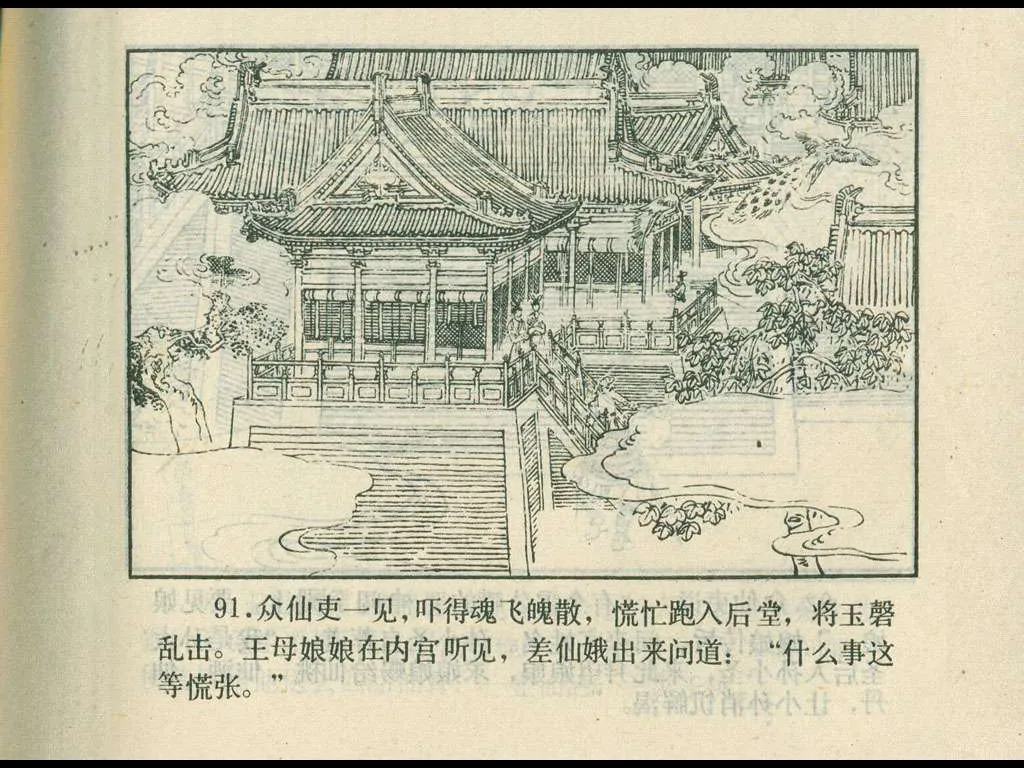 91.众仙吏一见，吓得魂飞魄散，慌忙跑入后堂，将玉磬
乱击。王母娘娘在内宫听见，差仙娥出来问道：“什么事这
等慌张。”